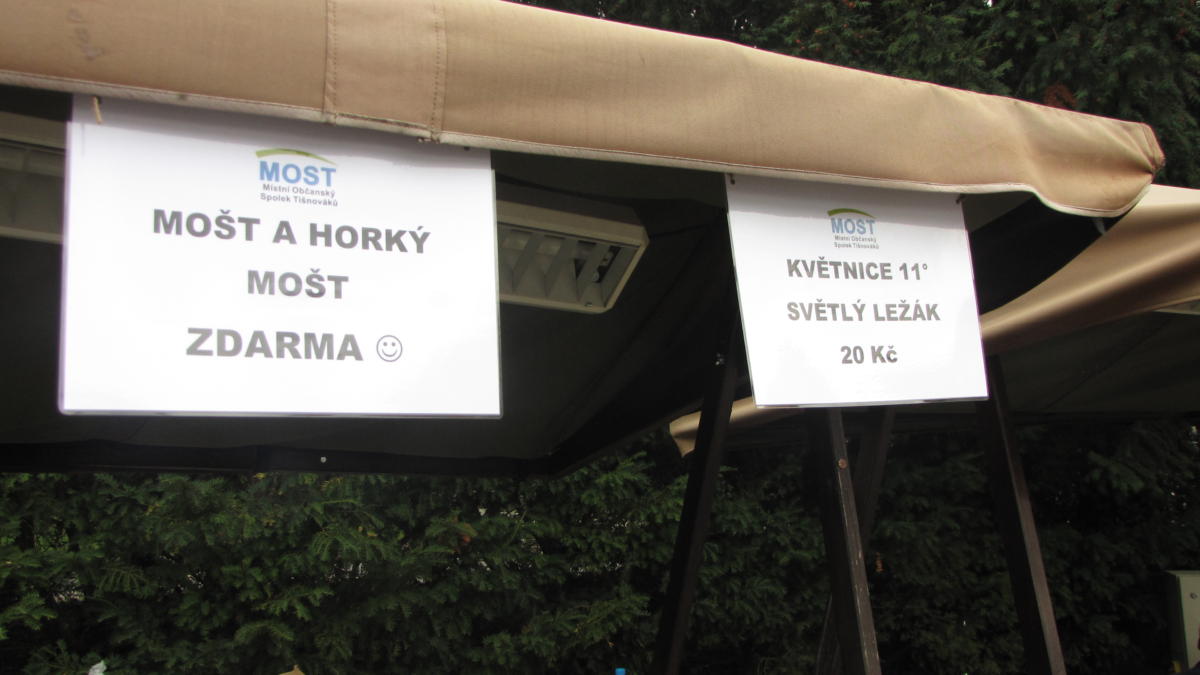 MOST
Místní Občanský
Spolek Tišnováků
MOŠT A HORKÝ
MOŠT
ZDARMA ☺
MOST
Místní Občanský
Spolek Tišnováků
KVĚTNICE 11°
SVĚTLÝ LEŽÁK
20 Kč